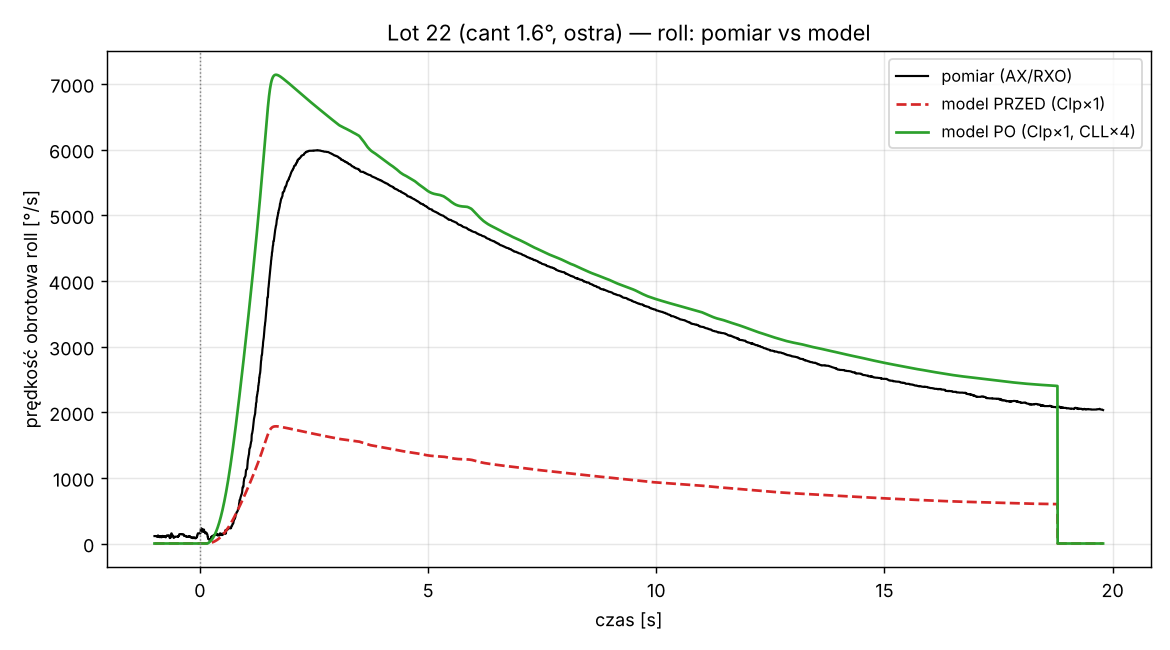 Lot 22 (cant 1.6°, ostra) — roll: pomiar vs model
pomiar (AX/RXO)
model PRZED (Clp×1)
model PO (Clp×1, CLL×4)
prędkość obrotowa roll [°/s]
7000
6000
5000
4000
3000
2000
1000
0
0 5 10 15 20
czas [s]